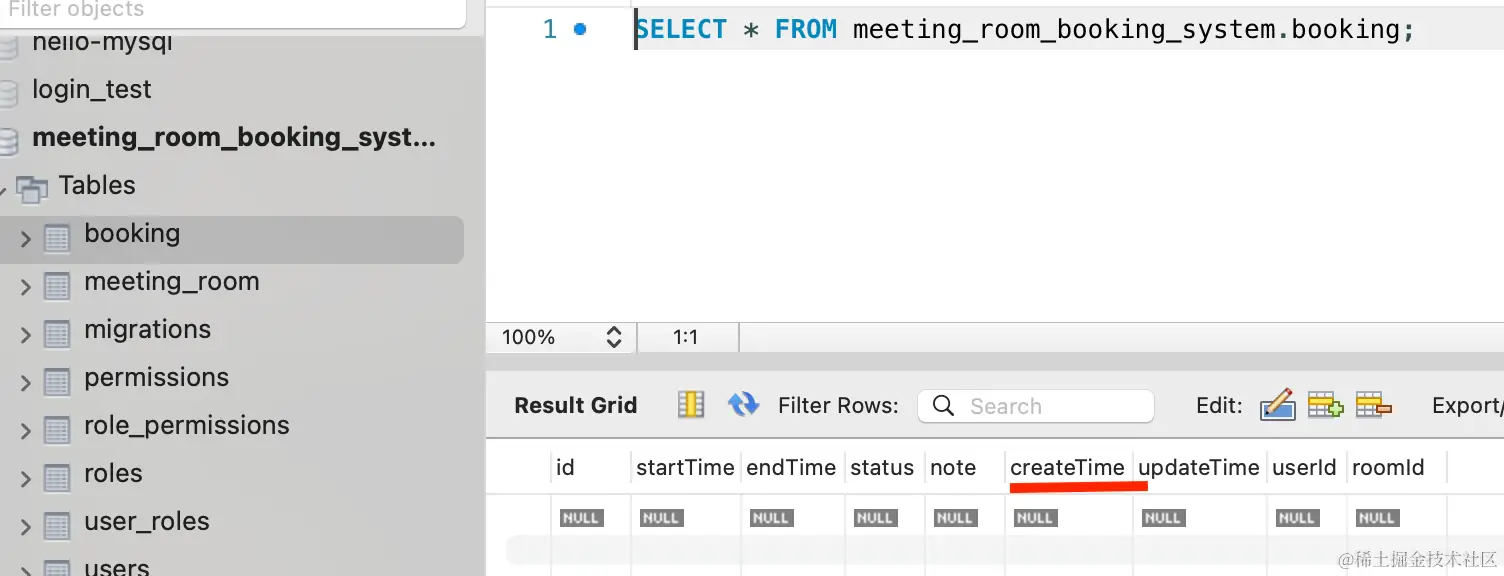 Filter objects
hello-mysql
login_test
meeting_room_booking_syst...
Tables
booking
meeting_room
migrations
permissions
role_permissions
roles
user_roles
users
1 SELECT * FROM meeting_room_booking_system.booking;
100% 1:1
Result Grid Filter Rows: Search Edit: Export/
id startTime endTime status note createTime updateTime userId roomId
NULL NULL NULL NULL NULL NULL NULL NULL NULL
@稀土掘金技术社区